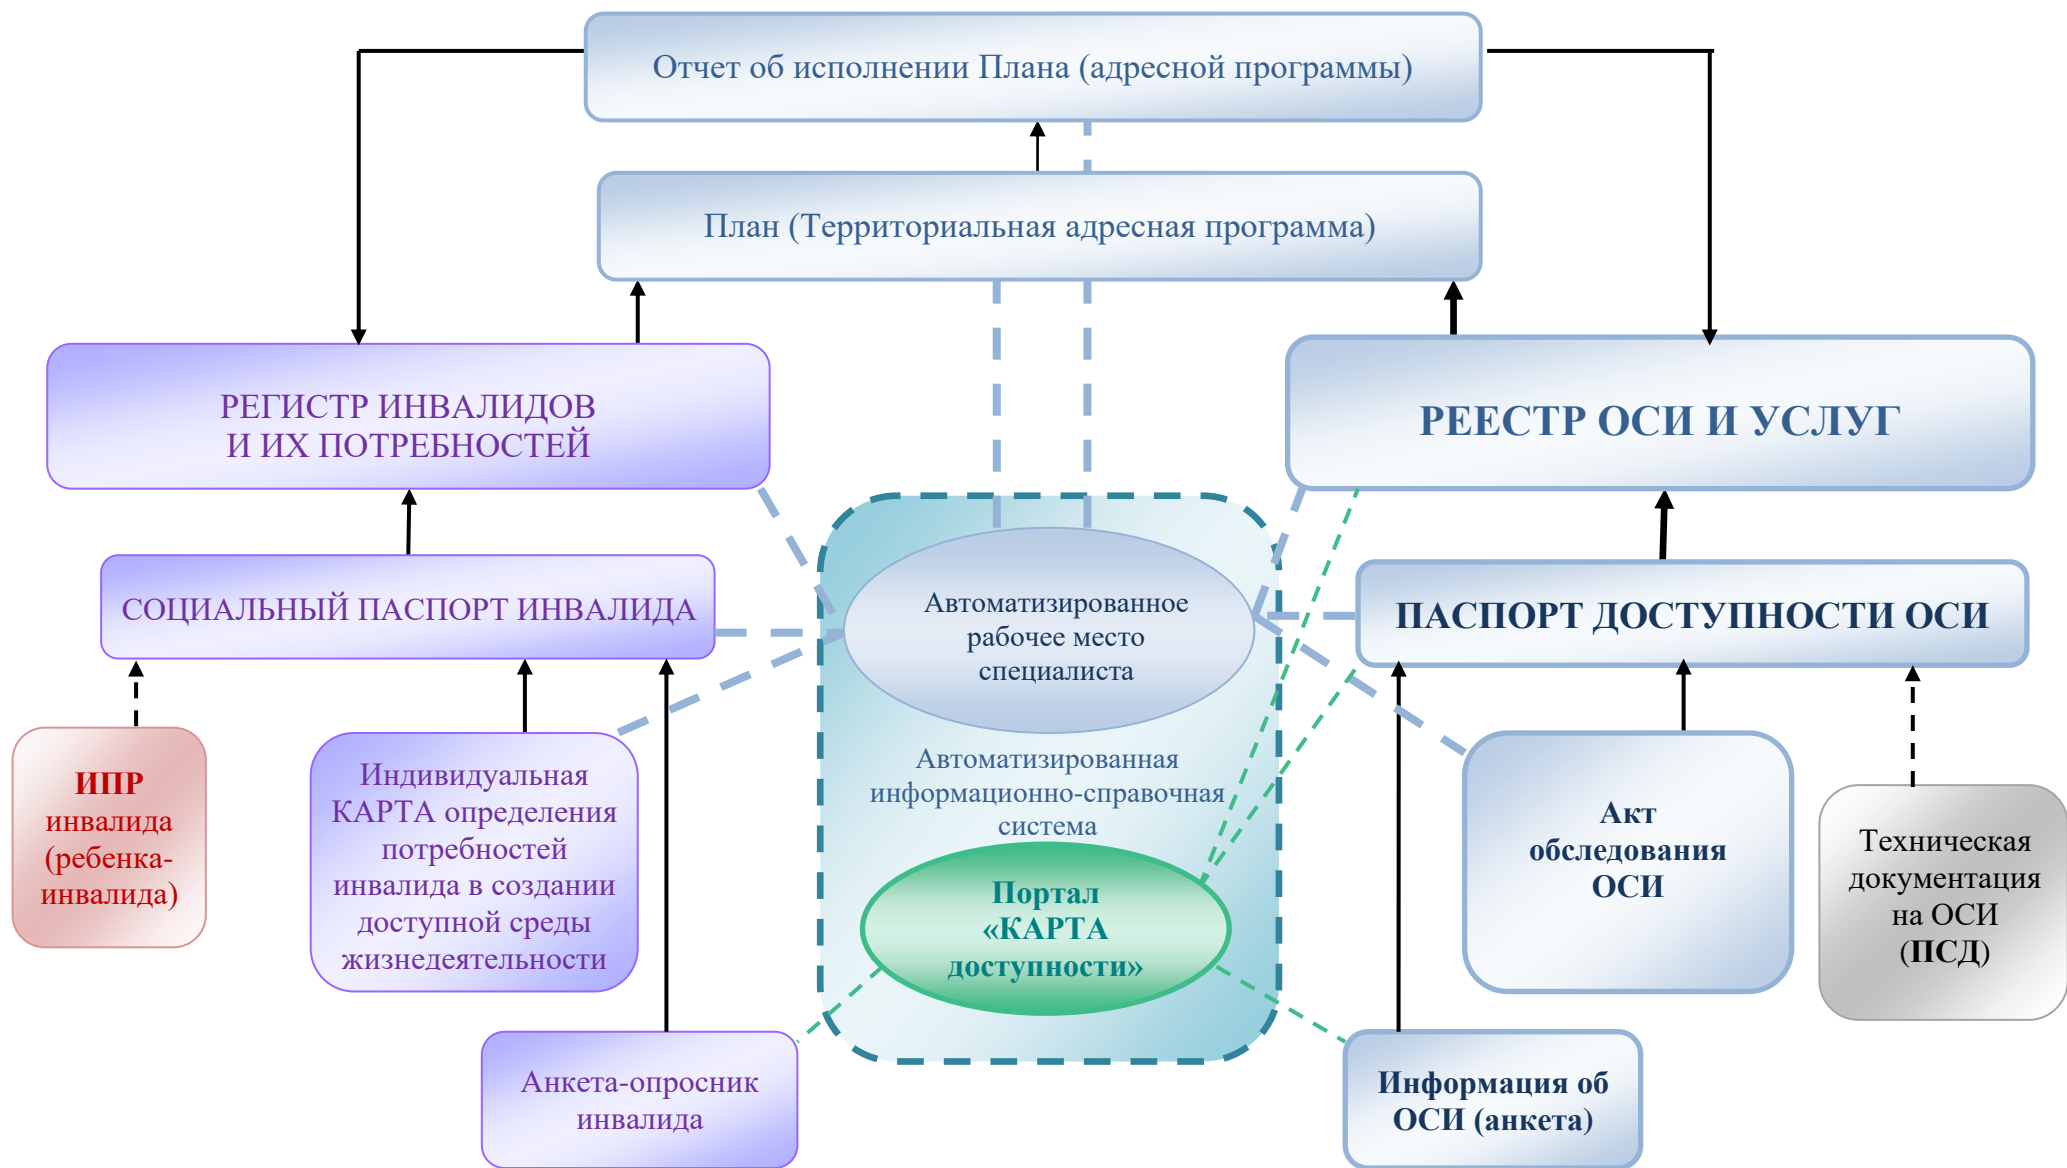 Отчет об исполнении Плана (адресной программы)
План (Территориальная адресная программа)
РЕГИСТР ИНВАЛИДОВ
И ИХ ПОТРЕБНОСТЕЙ
РЕЕСТР ОСИ И УСЛУГ
СОЦИАЛЬНЫЙ ПАСПОРТ ИНВАЛИДА
Автоматизированное
рабочее место
специалиста
ПАСПОРТ ДОСТУПНОСТИ ОСИ
ИПР
инвалида
(ребенка-
инвалида)
Индивидуальная
КАРТА определения
потребностей
инвалида в создании
доступной среды
жизнедеятельности
Автоматизированная
информационно-справочная
система
Акт
обследования
ОСИ
Техническая
документация
на ОСИ
(ПСД)
Портал
«КАРТА
доступности»
Анкета-опросник
инвалида
Информация об
ОСИ (анкета)